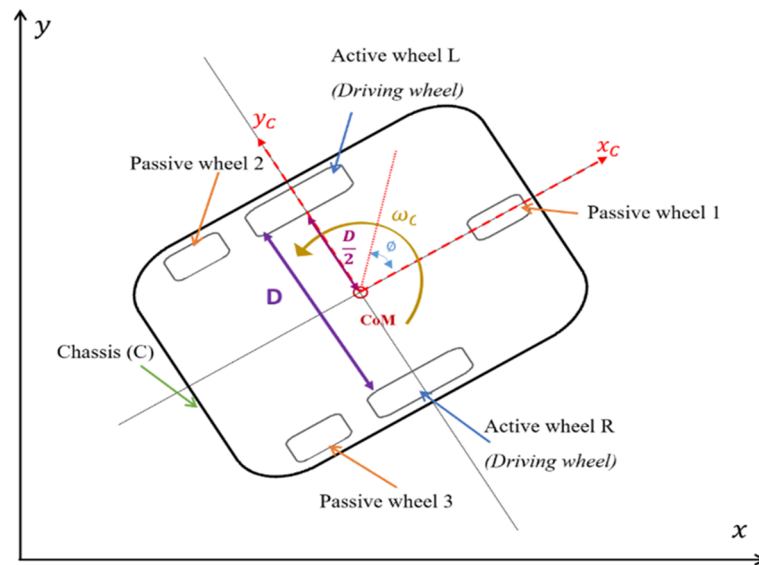 y
Active wheel L
(Driving wheel)
y_C
x_C
Passive wheel 2
Passive wheel 1
ω_C
D/2
ø
D
CoM
Chassis (C)
Active wheel R
(Driving wheel)
Passive wheel 3
x